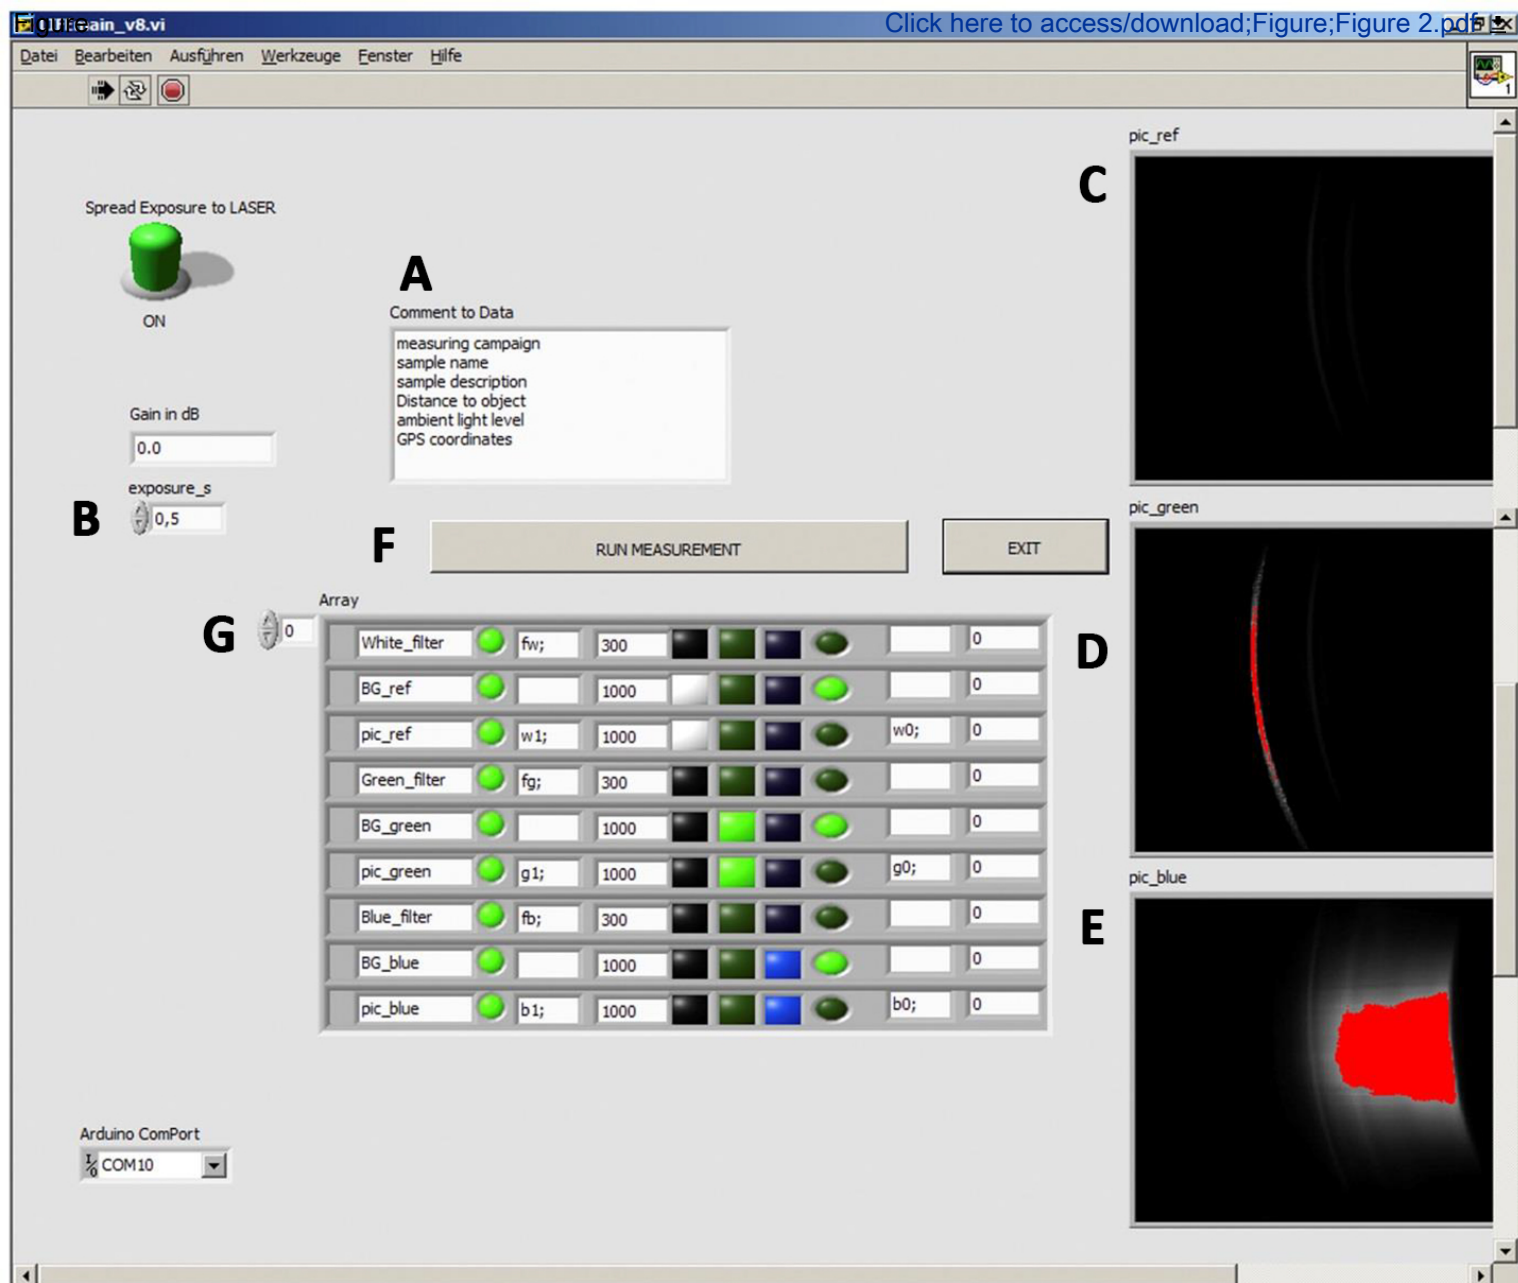 Figure
Click here to access/download;Figure;Figure 2.pdf
ain_v8.vi
Datei Bearbeiten Ausführen Werkzeuge Fenster Hilfe
1
pic_ref
C
Spread Exposure to LASER
ON
A
Comment to Data
measuring campaign
sample name
sample description
Distance to object
ambient light level
GPS coordinates
Gain in dB
0.0
exposure_s
B
0,5
pic_green
F
RUN MEASUREMENT
EXIT
Array
G
0
D
White_filter fw; 300 0
BG_ref 1000 0
pic_ref w1; 1000 w0; 0
Green_filter fg; 300 0
BG_green 1000 0
pic_green g1; 1000 g0; 0
Blue_filter fb; 300 0
BG_blue 1000 0
pic_blue b1; 1000 b0; 0
pic_blue
E
Arduino ComPort
I/O COM10